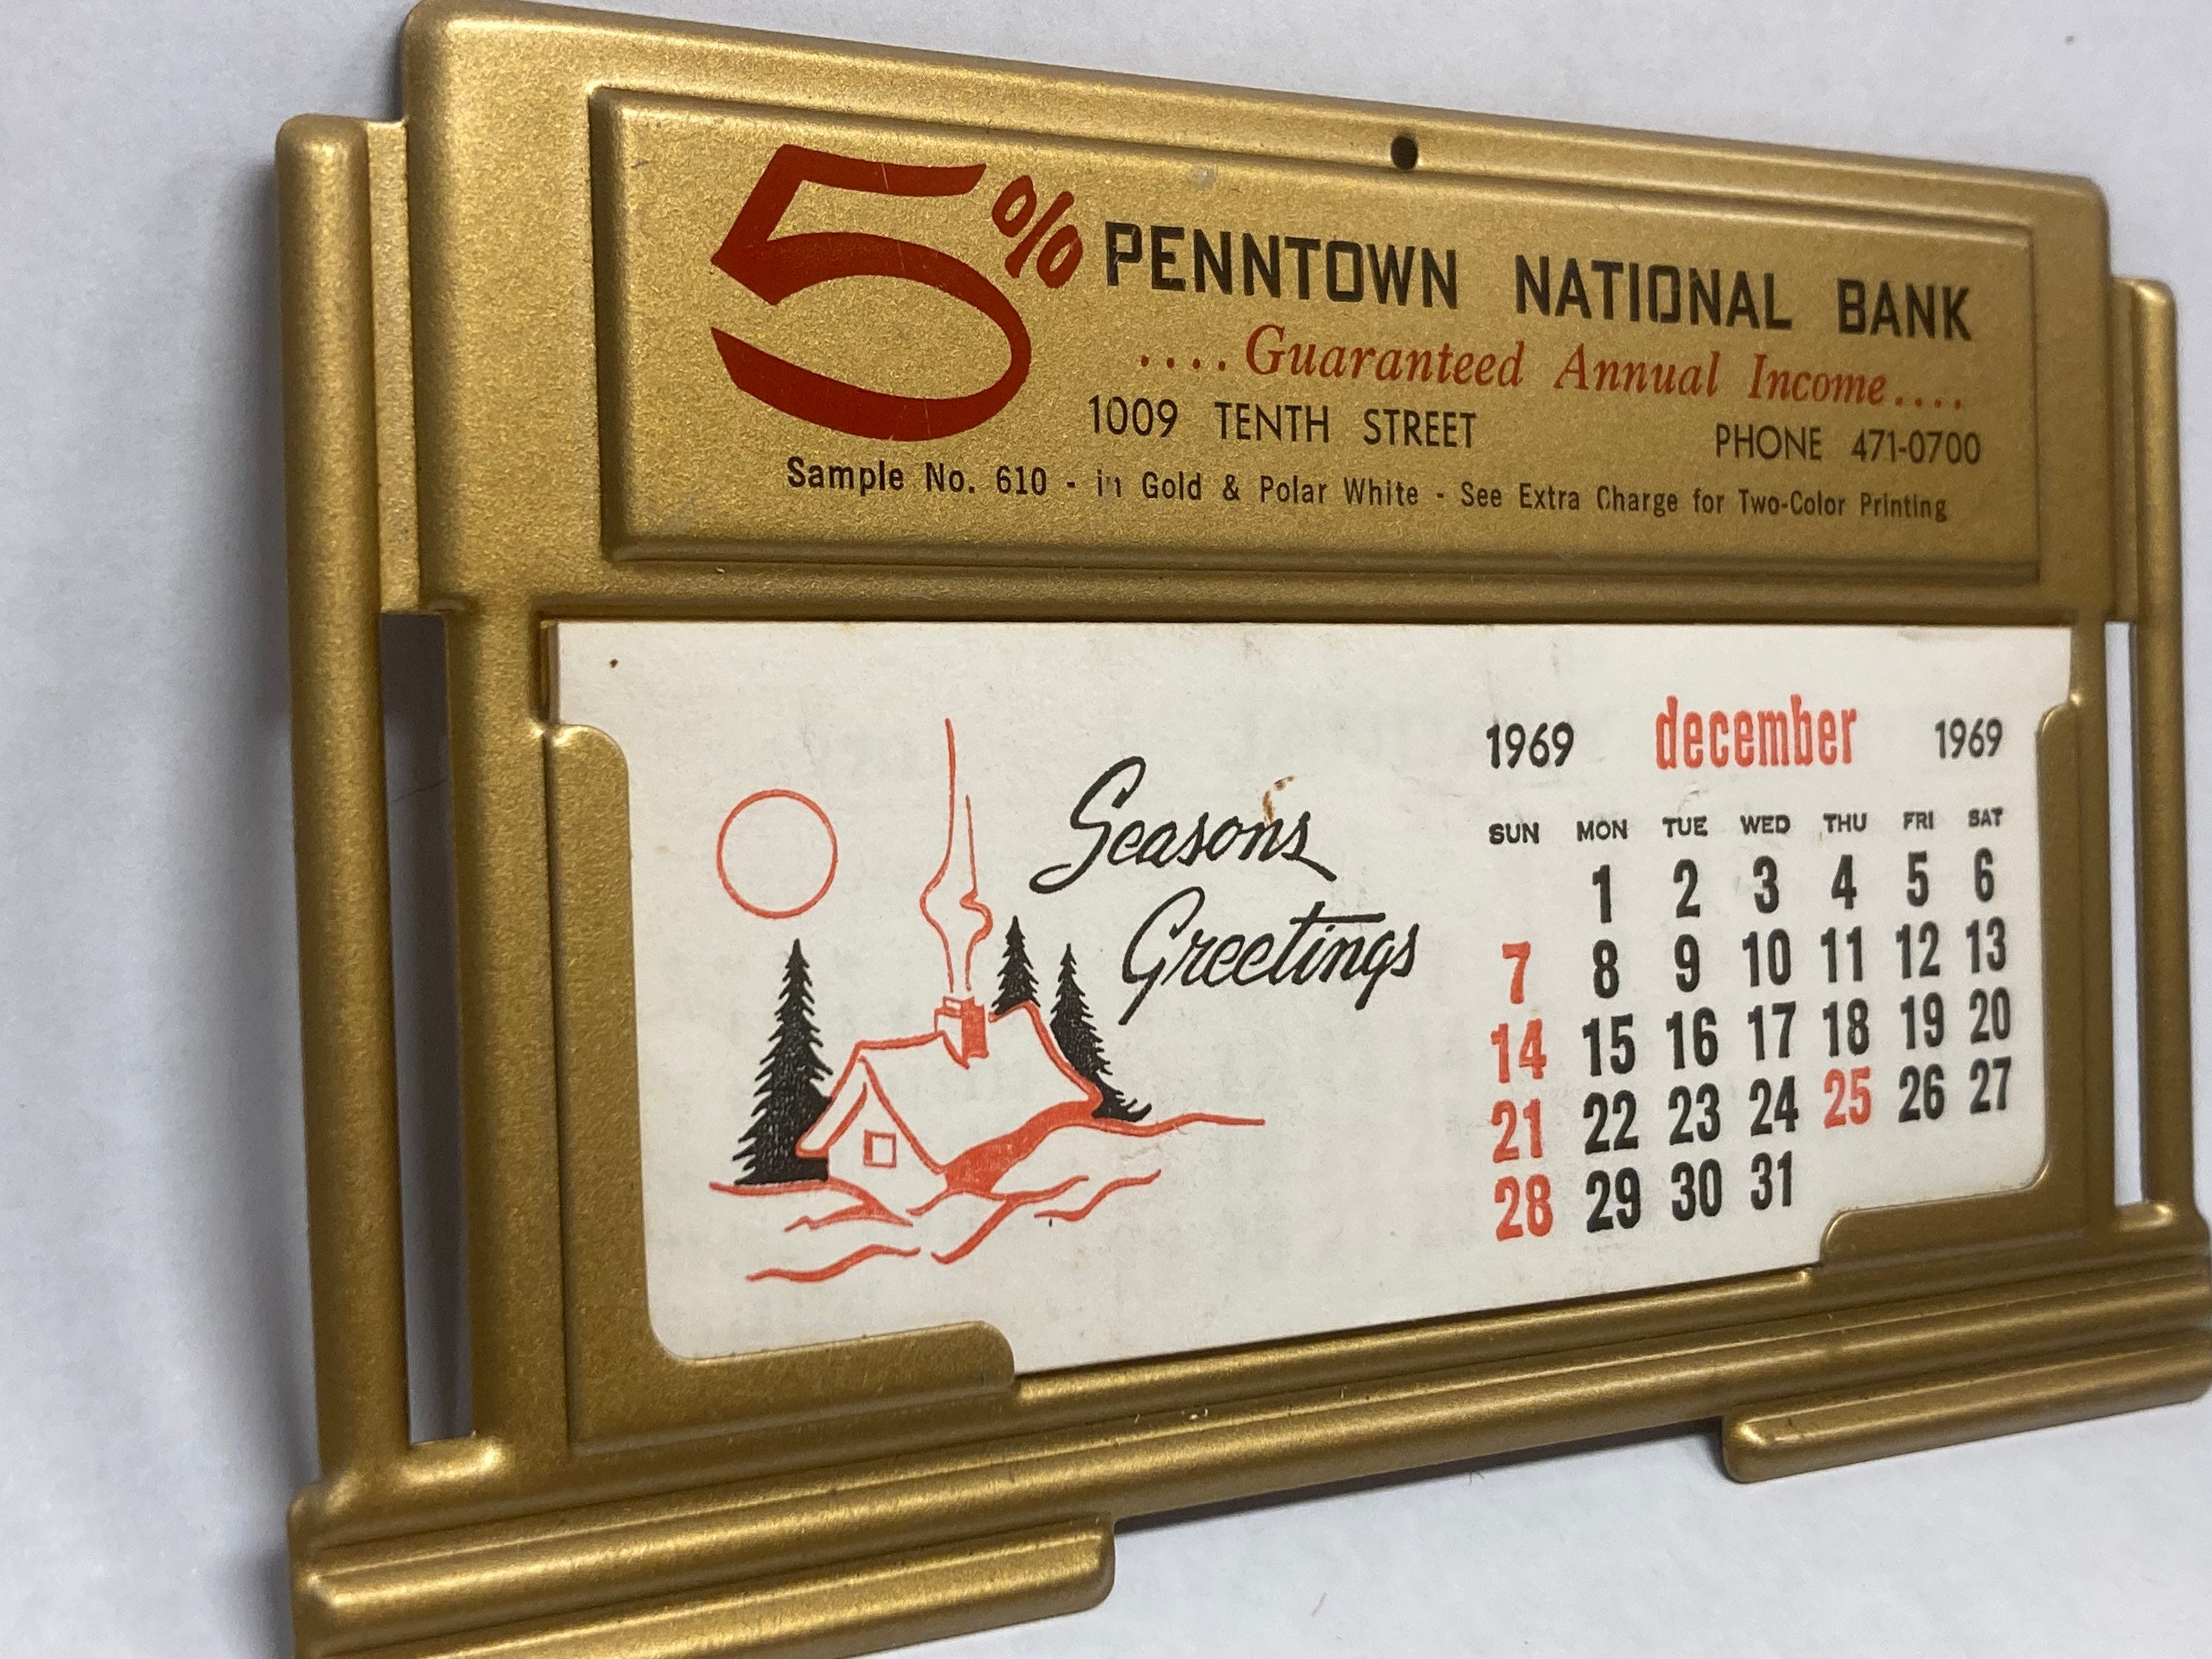 5% PENNTOWN NATIONAL BANK
....Guaranteed Annual Income....
1009 TENTH STREET PHONE 471-0700
Sample No. 610 - in Gold & Polar White - See Extra Charge for Two-Color Printing
Seasons
Greetings
1969 december 1969
SUN MON TUE WED THU FRI SAT
1 2 3 4 5 6
7 8 9 10 11 12 13
14 15 16 17 18 19 20
21 22 23 24 25 26 27
28 29 30 31